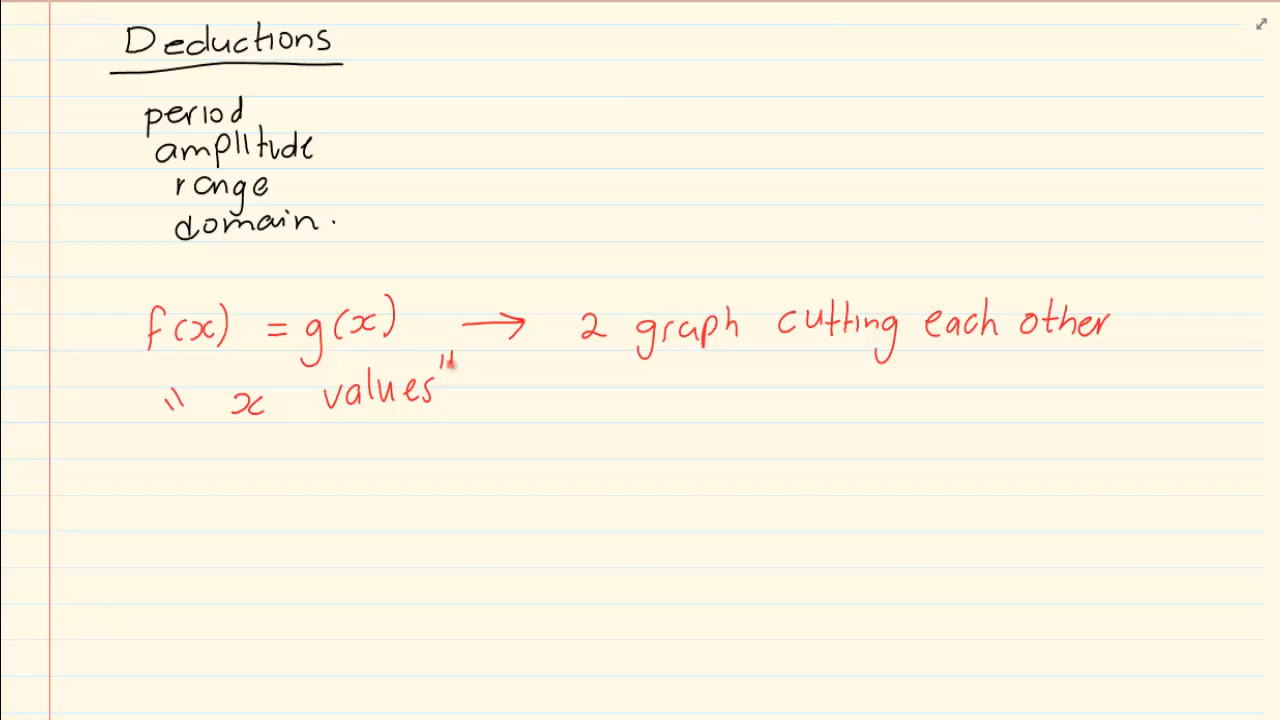 Deductions
period
amplitude
range
domain.
f(x) = g(x) → 2 graph cutting each other
" x values"